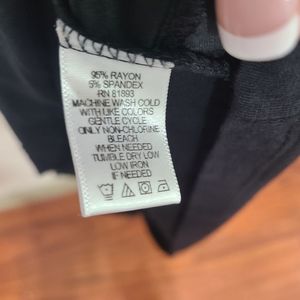 95% RAYON
5% SPANDEX
RN 81893
MACHINE WASH COLD
WITH LIKE COLORS
GENTLE CYCLE
ONLY NON-CHLORINE
BLEACH
WHEN NEEDED
TUMBLE DRY LOW
LOW IRON
IF NEEDED